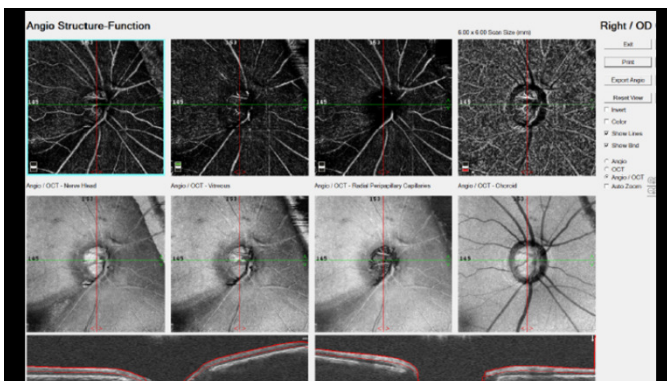 Angio Structure-Function
Right / OD
6.00 x 6.00 Scan Size (mm)
Exit
Print
Export Angio
Reset View
Invert
Color
Show Lines
Show Bnd
Angio
OCT
Angio / OCT
Auto Zoom
Angio / OCT - Nerve Head
Angio / OCT - Vitreous
Angio / OCT - Radial Peripapillary Capillaries
Angio / OCT - Choroid